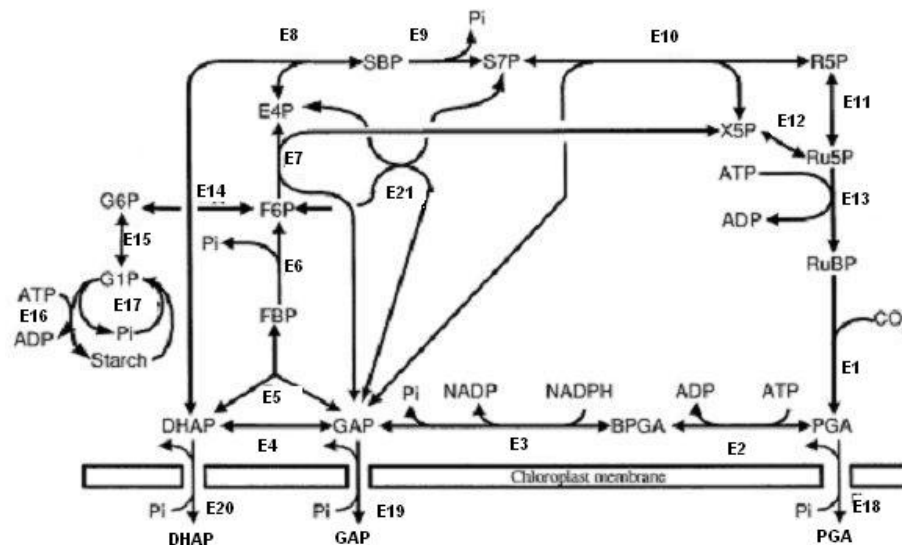 Pi
E8 E9 E10
SBP S7P R5P
E4P E11
X5P E12
E7 Ru5P
ATP
G6P E14 E21 E13
F6P
ADP
E15 Pi
E6 RuBP
G1P
ATP E17
E16 FBP CO
ADP Pi
Starch E1
E5 Pi NADP NADPH ADP ATP
DHAP GAP BPGA PGA
E4 E3 E2
Chloroplast membrane
Pi E20 Pi E19 Pi E18
DHAP GAP PGA